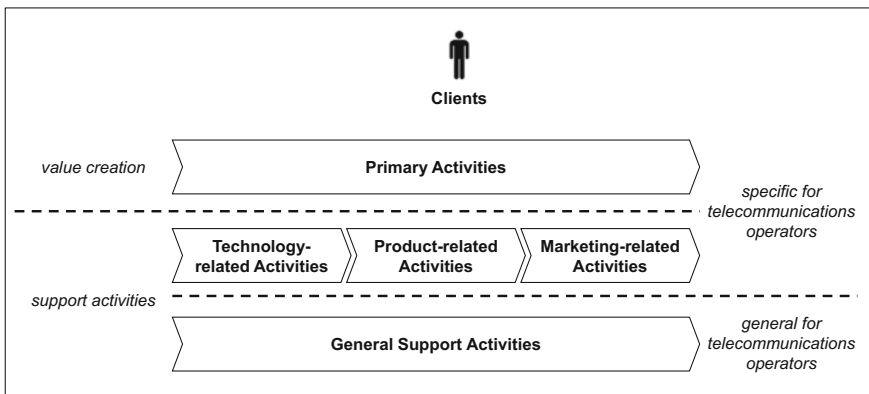 Clients
value creation
Primary Activities
specific for
telecommunications
operators
Technology-
related Activities
Product-related
Activities
Marketing-related
Activities
support activities
General Support Activities
general for
telecommunications
operators